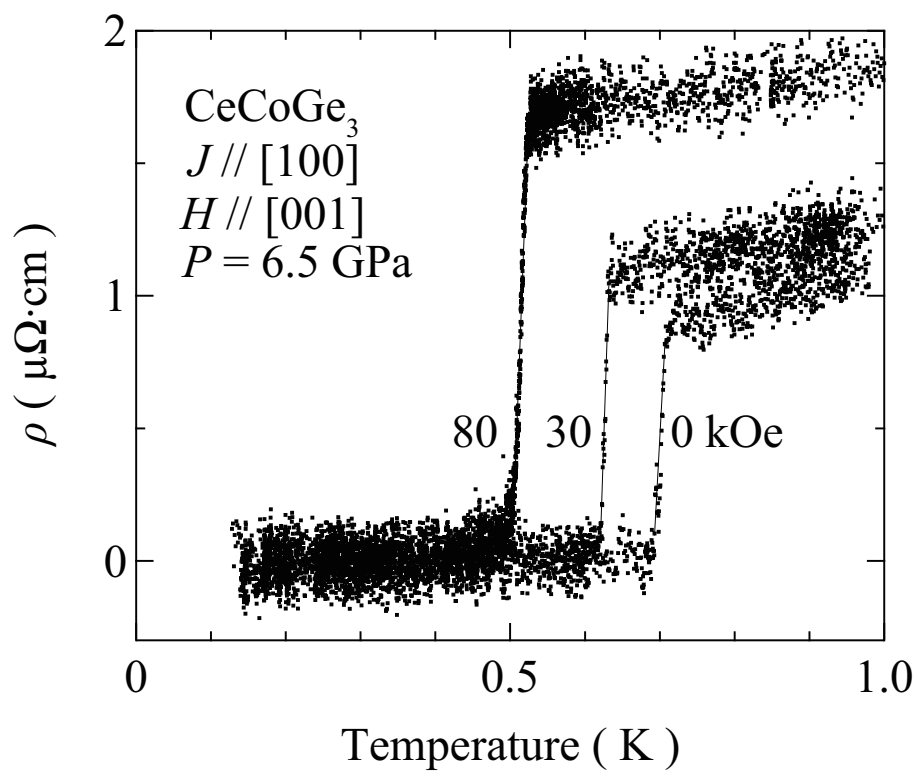 2
CeCoGe₃
J // [100]
H // [001]
P = 6.5 GPa
1
ρ ( μΩ·cm )
80 30 0 kOe
0
0 0.5 1.0
Temperature ( K )